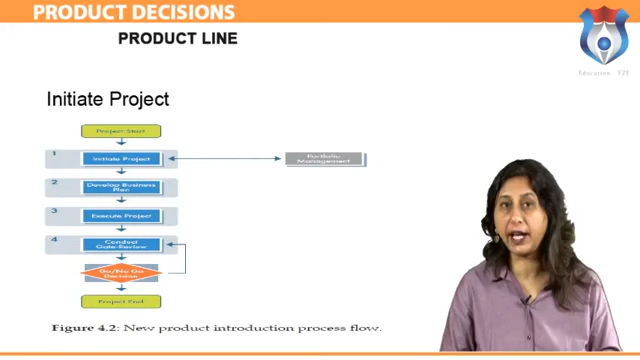 PRODUCT DECISIONS
PRODUCT LINE
Education 92F
Initiate Project
Project Start
1
Initiate Project
Portfolio
Management
2
Develop Business
Plan
3
Execute Project
4
Conduct
Gate Review
Go/No Go
Decision
Project End
Figure 4.2: New product introduction process flow.